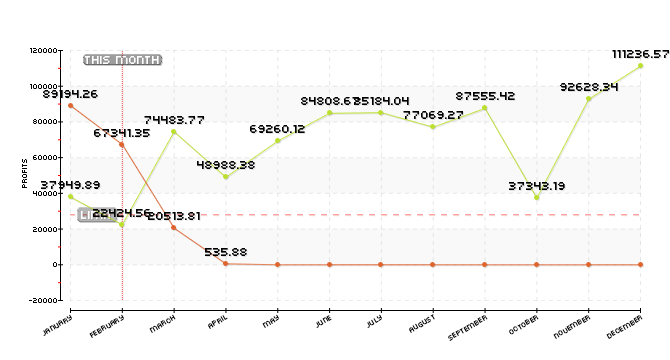 120000
THIS MONTH
111236.57
100000
89194.26
92628.34
84808.67
85184.04
87555.42
80000
74483.77
77069.27
67341.35
69260.12
60000
48988.38
PROFITS
40000
37949.89
37343.19
22424.56
20513.81
20000
535.88
0
-20000
JANUARY
FEBRUARY
MARCH
APRIL
MAY
JUNE
JULY
AUGUST
SEPTEMBER
OCTOBER
NOVEMBER
DECEMBER